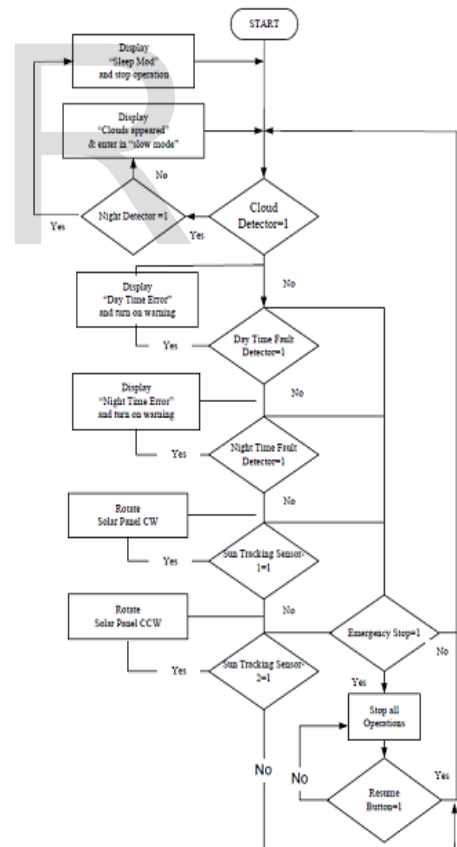 START
Display
"Sleep Mod"
and stop operation
Display
"Clouds appeared"
& enter in "slow mode"
No
Night Detector =1
Yes
Yes
Cloud
Detector=1
No
Display
"Day Time Error"
and turn on warning
Yes
Day Time Fault
Detector=1
No
Display
"Night Time Error"
and turn on warning
Yes
Night Time Fault
Detector=1
No
Rotate
Solar Panel CW
Yes
Sun Tracking Sensor-
1=1
No
Rotate
Solar Panel CCW
Yes
Sun Tracking Sensor-
2=1
No
Emergency Stop=1
No
Yes
Stop all
Operations
No
Resume
Button=1
Yes
R